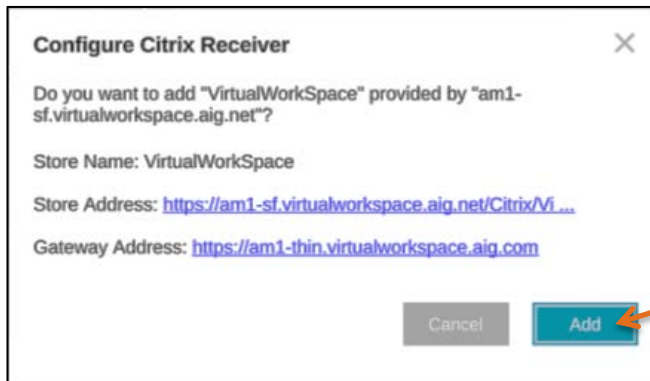 Configure Citrix Receiver
Do you want to add "VirtualWorkSpace" provided by "am1-
sf.virtualworkspace.aig.net"?
Store Name: VirtualWorkSpace
Store Address: https://am1-sf.virtualworkspace.aig.net/Citrix/Vi ...
Gateway Address: https://am1-thin.virtualworkspace.aig.com
Cancel Add